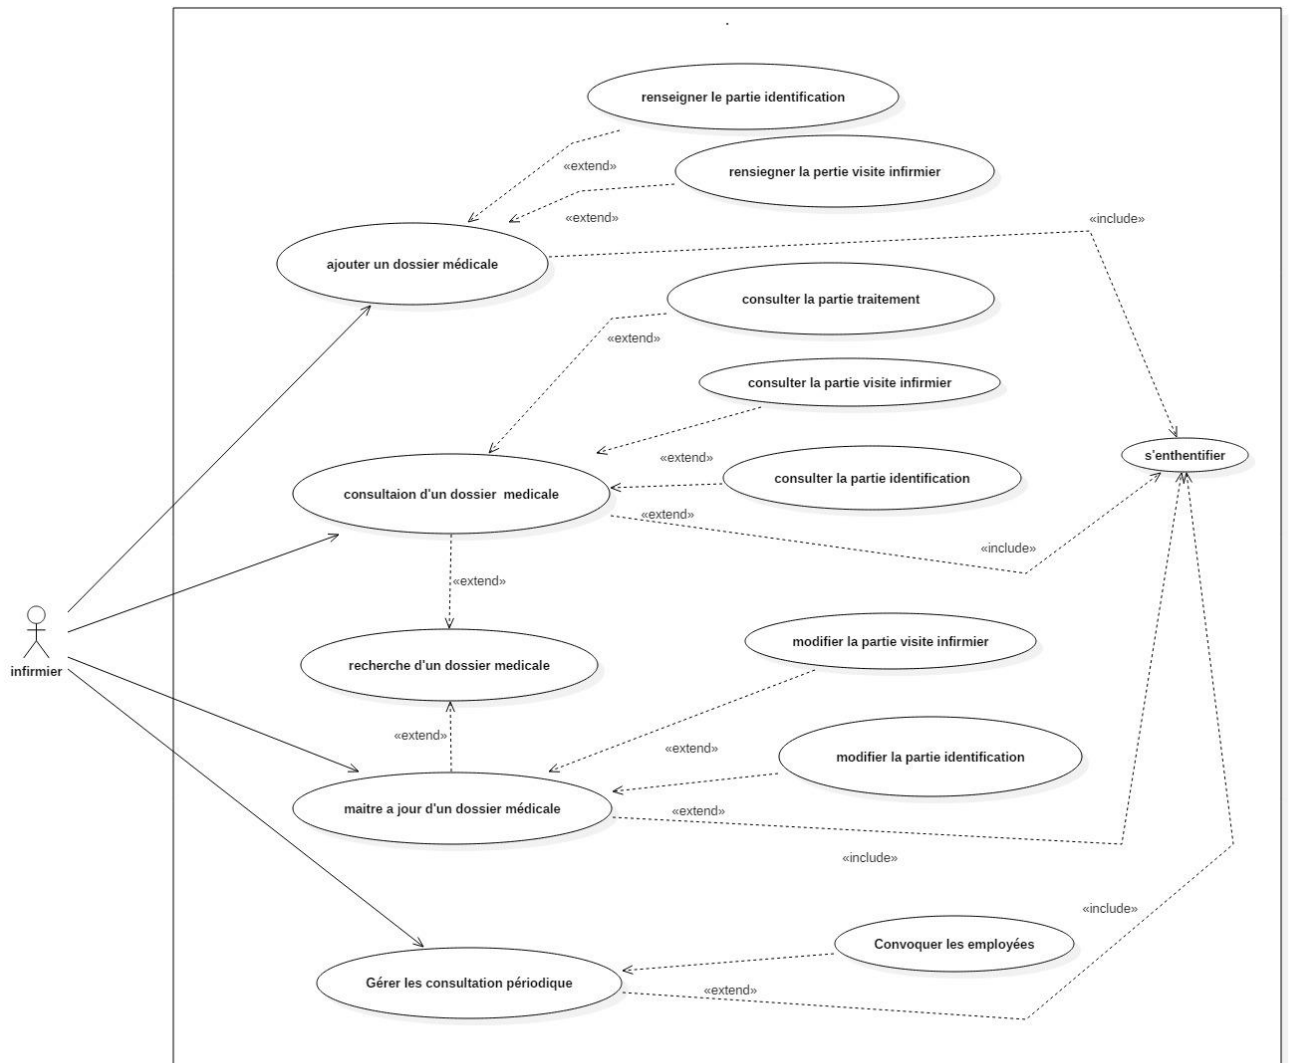 .
renseigner le partie identification
«extend»
rensiegner la pertie visite infirmier
«extend»
«include»
ajouter un dossier médicale
consulter la partie traitement
«extend»
consulter la partie visite infirmier
s'enthentifier
«extend»
consulter la partie identification
consultaion d'un dossier medicale
«extend»
«include»
«extend»
infirmier
modifier la partie visite infirmier
recherche d'un dossier medicale
«extend»
«extend»
modifier la partie identification
maitre a jour d'un dossier médicale
«extend»
«include»
«include»
Convoquer les employées
Gérer les consultation périodique
«extend»